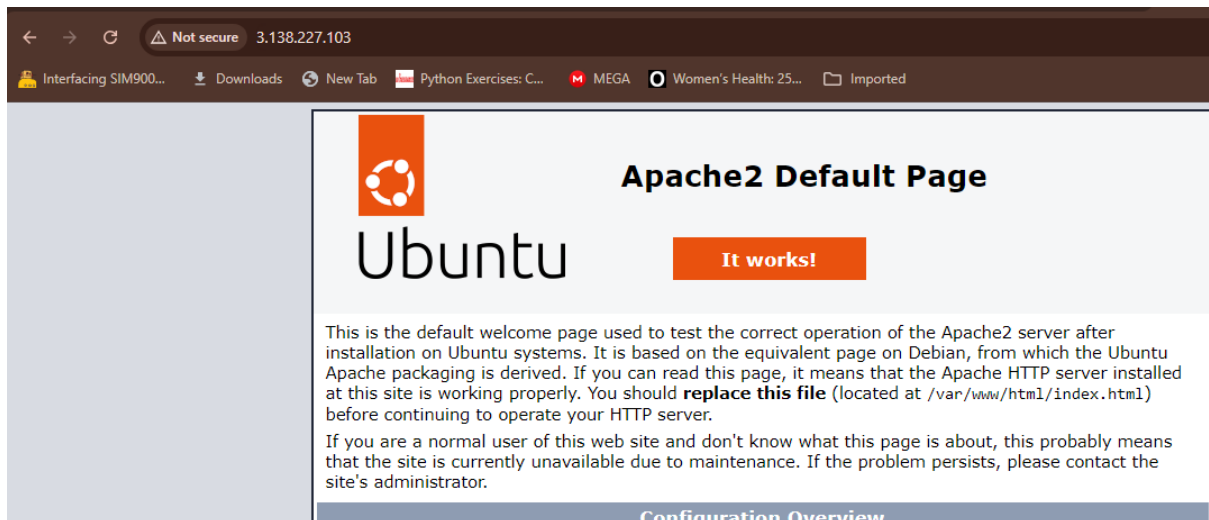 Not secure 3.138.227.103
Interfacing SIM900... Downloads New Tab Python Exercises: C... MEGA Women's Health: 25... Imported
Apache2 Default Page
Ubuntu
It works!
This is the default welcome page used to test the correct operation of the Apache2 server after
installation on Ubuntu systems. It is based on the equivalent page on Debian, from which the Ubuntu
Apache packaging is derived. If you can read this page, it means that the Apache HTTP server installed
at this site is working properly. You should replace this file (located at /var/www/html/index.html)
before continuing to operate your HTTP server.
If you are a normal user of this web site and don't know what this page is about, this probably means
that the site is currently unavailable due to maintenance. If the problem persists, please contact the
site's administrator.
Configuration Overview